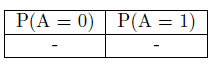 P(A = 0) P(A = 1)
- -